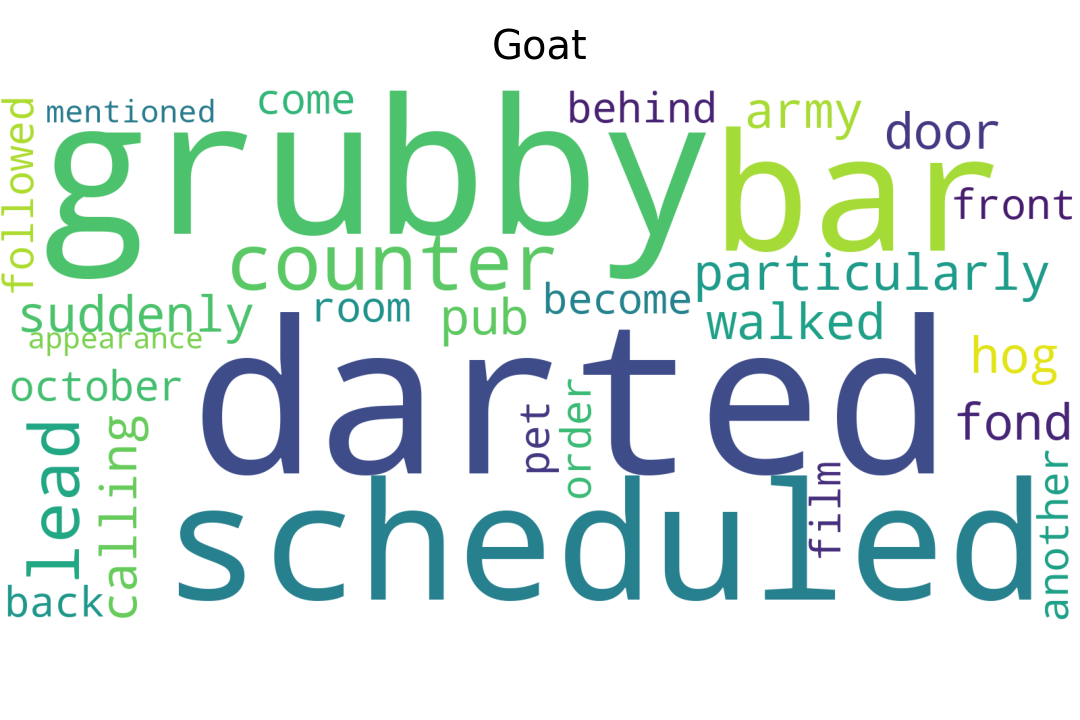 Goat
followed
mentioned
come
behind
army
door
grubby
bar
front
counter
particularly
suddenly
room
pub
become
walked
appearance
darted
hog
october
fond
pet
order
lead
calling
film
another
scheduled
back